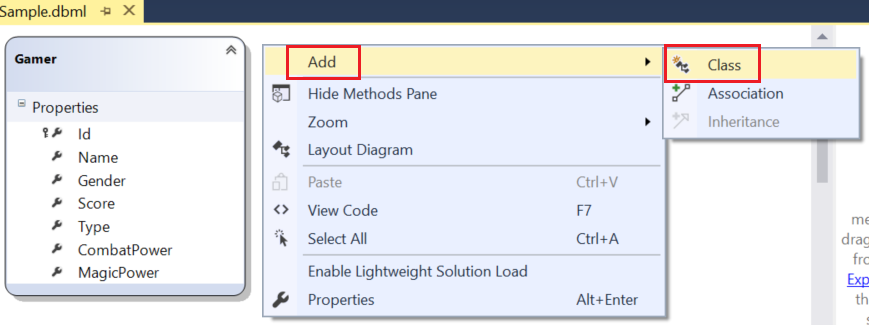 Sample.dbml
Gamer
Properties
Id
Name
Gender
Score
Type
CombatPower
MagicPower
Add
Hide Methods Pane
Zoom
Layout Diagram
Paste Ctrl+V
View Code F7
Select All Ctrl+A
Enable Lightweight Solution Load
Properties Alt+Enter
Class
Association
Inheritance
me
drag
fro
Exp
th